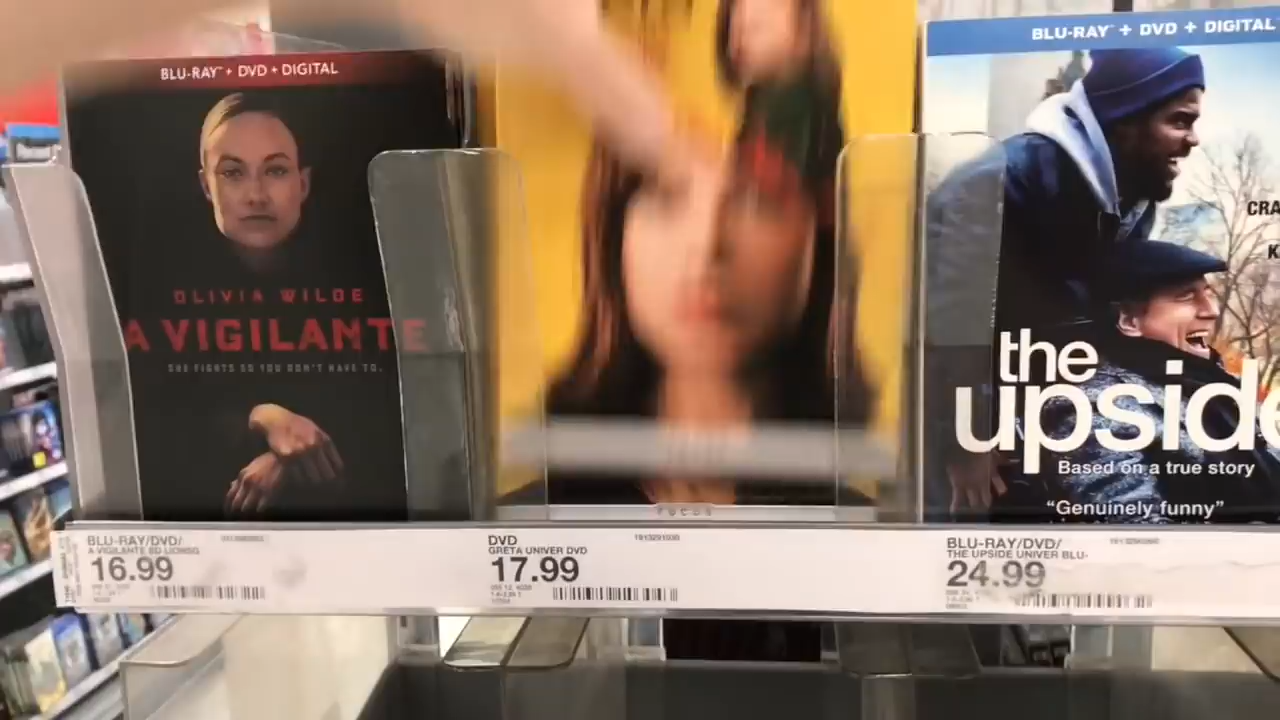 BLU-RAY + DVD + DIGITAL
OLIVIA WILDE
A VIGILANTE
SHE FIGHTS SO YOU DON'T HAVE TO.
BLU-RAY + DVD + DIGITAL
CRA
K
the
upside
Based on a true story
"Genuinely funny"
FOCUS
BLU-RAY/DVD/
A VIGILANTE BD LIONSG
16.99
DVD
GRETA UNIVER DVD
17.99
BLU-RAY/DVD/
THE UPSIDE UNIVER BLU-
24.99